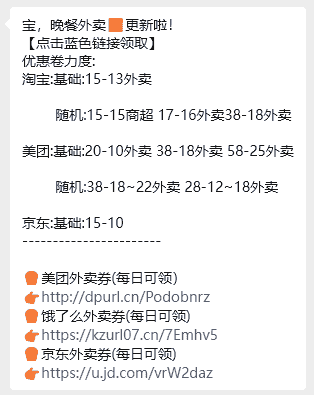 宝，晚餐外卖🟧更新啦！
【点击蓝色链接领取】
优惠卷力度:
淘宝:基础:15-13外卖
随机:15-15商超 17-16外卖38-18外卖
美团:基础:20-10外卖 38-18外卖 58-25外卖
随机:38-18~22外卖 28-12~18外卖
京东:基础:15-10
-----------------------
美团外卖券(每日可领)
👉http://dpurl.cn/Podobnrz
饿了么外卖券(每日可领)
👉https://kzurl07.cn/7Emhv5
京东外卖券(每日可领)
👉https://u.jd.com/vrW2daz